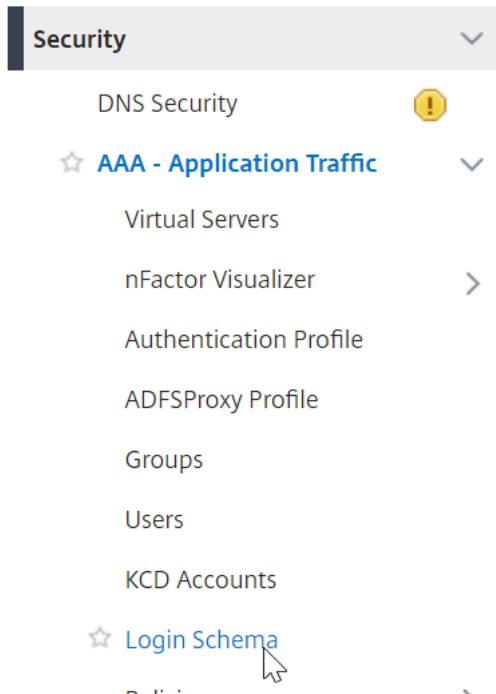 Security
DNS Security
AAA - Application Traffic
Virtual Servers
nFactor Visualizer
Authentication Profile
ADFSProxy Profile
Groups
Users
KCD Accounts
Login Schema